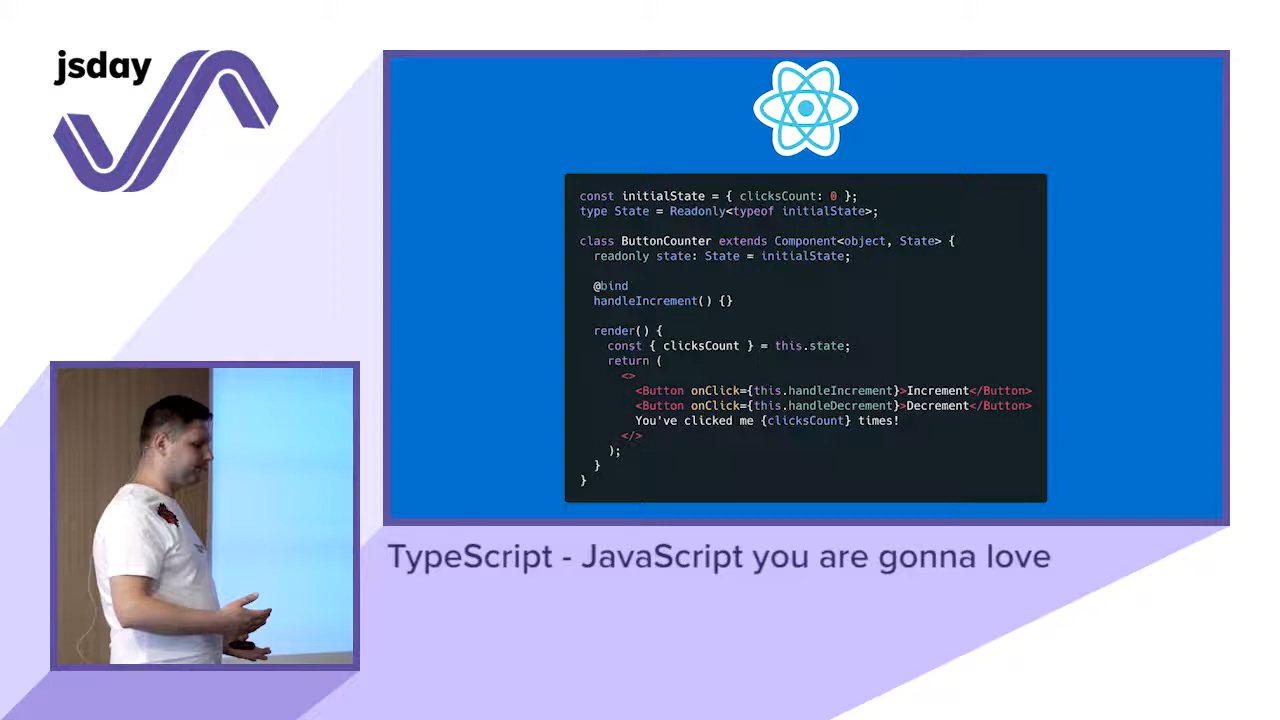 jsday
const initialState = { clicksCount: 0 };
type State = Readonly<typeof initialState>;
class ButtonCounter extends Component<object, State> {
readonly state: State = initialState;
@bind
handleIncrement() {}
render() {
const { clicksCount } = this.state;
return (
<>
<Button onClick={this.handleIncrement}>Increment</Button>
<Button onClick={this.handleDecrement}>Decrement</Button>
You've clicked me {clicksCount} times!
</>
);
}
}
TypeScript - JavaScript you are gonna love